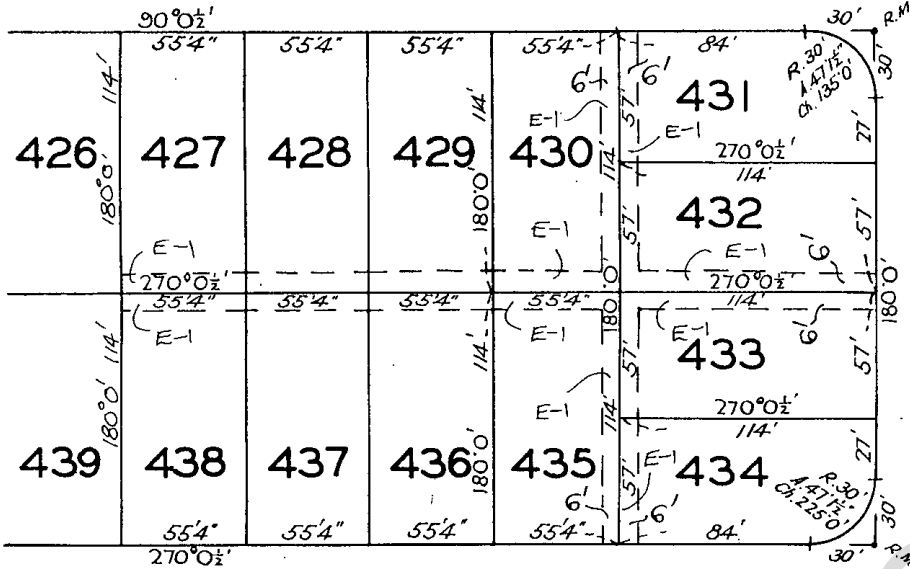 90°0½'
30'
R.M
55'4" 55'4" 55'4" 55'4" 84'
6' 6'
R.30'
A.47'1½"
Ch.135°0'
30'
114' 114' 57' 431
E-1 E-1
27'
426 427 428 429 430
114'
270°0½'
114'
180°0' 180°0'
432
57' 57'
E-1 E-1 E-1 6'
270°0½' 180°0' 270°0½' 180°0'
55'4" 55'4" 55'4" 55'4" 114'
E-1 E-1 E-1 6'
114' 114' 57' 433 57'
E-1
114'
270°0½'
114'
180°0' 180°0'
439 438 437 436 435 57' E-1 434
27'
R.30'
A.47'1½"
Ch.225°0'
6' 6'
30'
55'4" 55'4" 55'4" 55'4" 84'
270°0½'
30'
R.M.